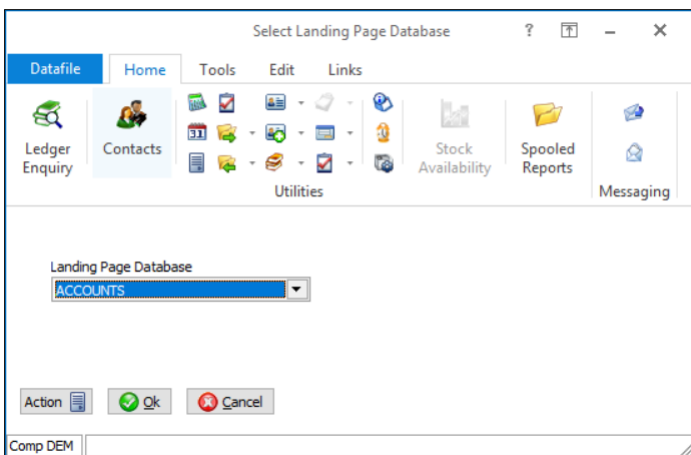 Select Landing Page Database ?
Datafile Home Tools Edit Links
Ledger Enquiry
Contacts
31
Stock Availability
Spooled Reports
Utilities
Messaging
Landing Page Database
ACCOUNTS
Action Ok Cancel
Comp DEM